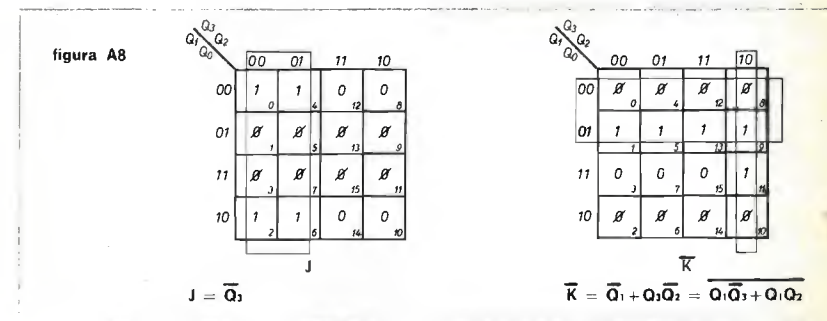 figura A8
Q3 Q2
Q1 Q0
00 01 11 10
00 1 0 1 4 0 12 0 8
01 Ø 1 Ø 5 Ø 13 Ø 9
11 Ø 3 Ø 7 Ø 15 Ø 11
10 1 2 1 6 0 14 0 10
J
J = Q̅₃
Q3 Q2
Q1 Q0
00 01 11 10
00 Ø 0 Ø 4 Ø 12 Ø 8
01 1 1 1 5 1 13 1 9
11 0 3 0 7 0 15 1 11
10 Ø 2 Ø 6 Ø 14 Ø 10
K̅
K̅ = Q̅₁ + Q₃Q̅₂ = \overline{Q₁Q̅₃ + Q₁Q₂}